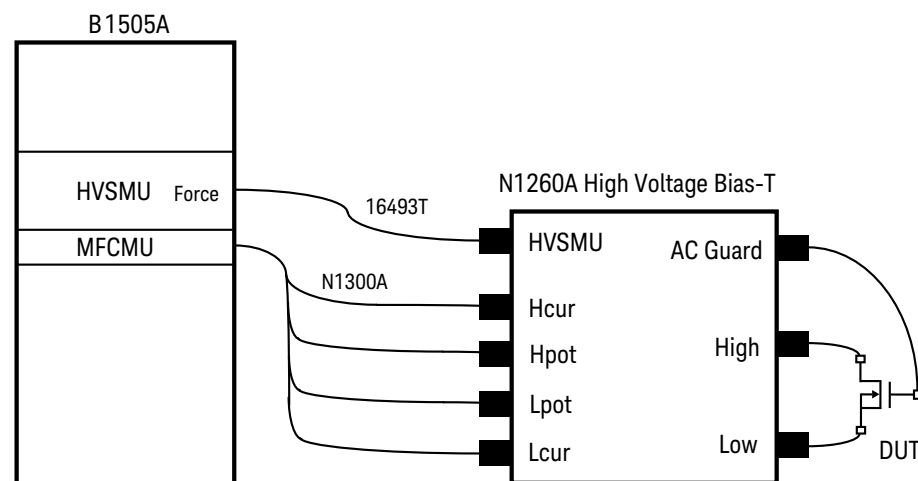 B1505A
HVSMU Force
MFCMU
16493T
N1300A
N1260A High Voltage Bias-T
HVSMU
AC Guard
Hcur
Hpot
High
Lpot
Lcur
Low
DUT